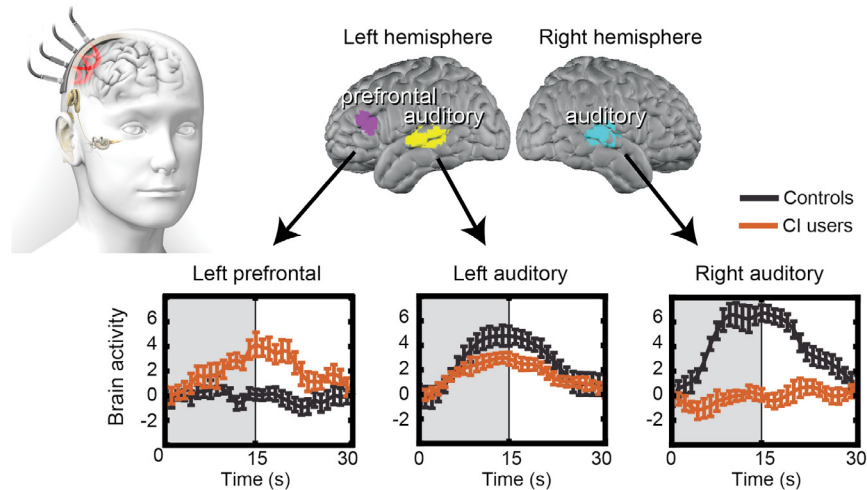 Left hemisphere
Right hemisphere
prefrontal
auditory
auditory
Controls
CI users
Left prefrontal
Left auditory
Right auditory
Brain activity
6
4
2
0
-2
6
4
2
0
-2
6
4
2
0
-2
0 15 30
0 15 30
0 15 30
Time (s)
Time (s)
Time (s)